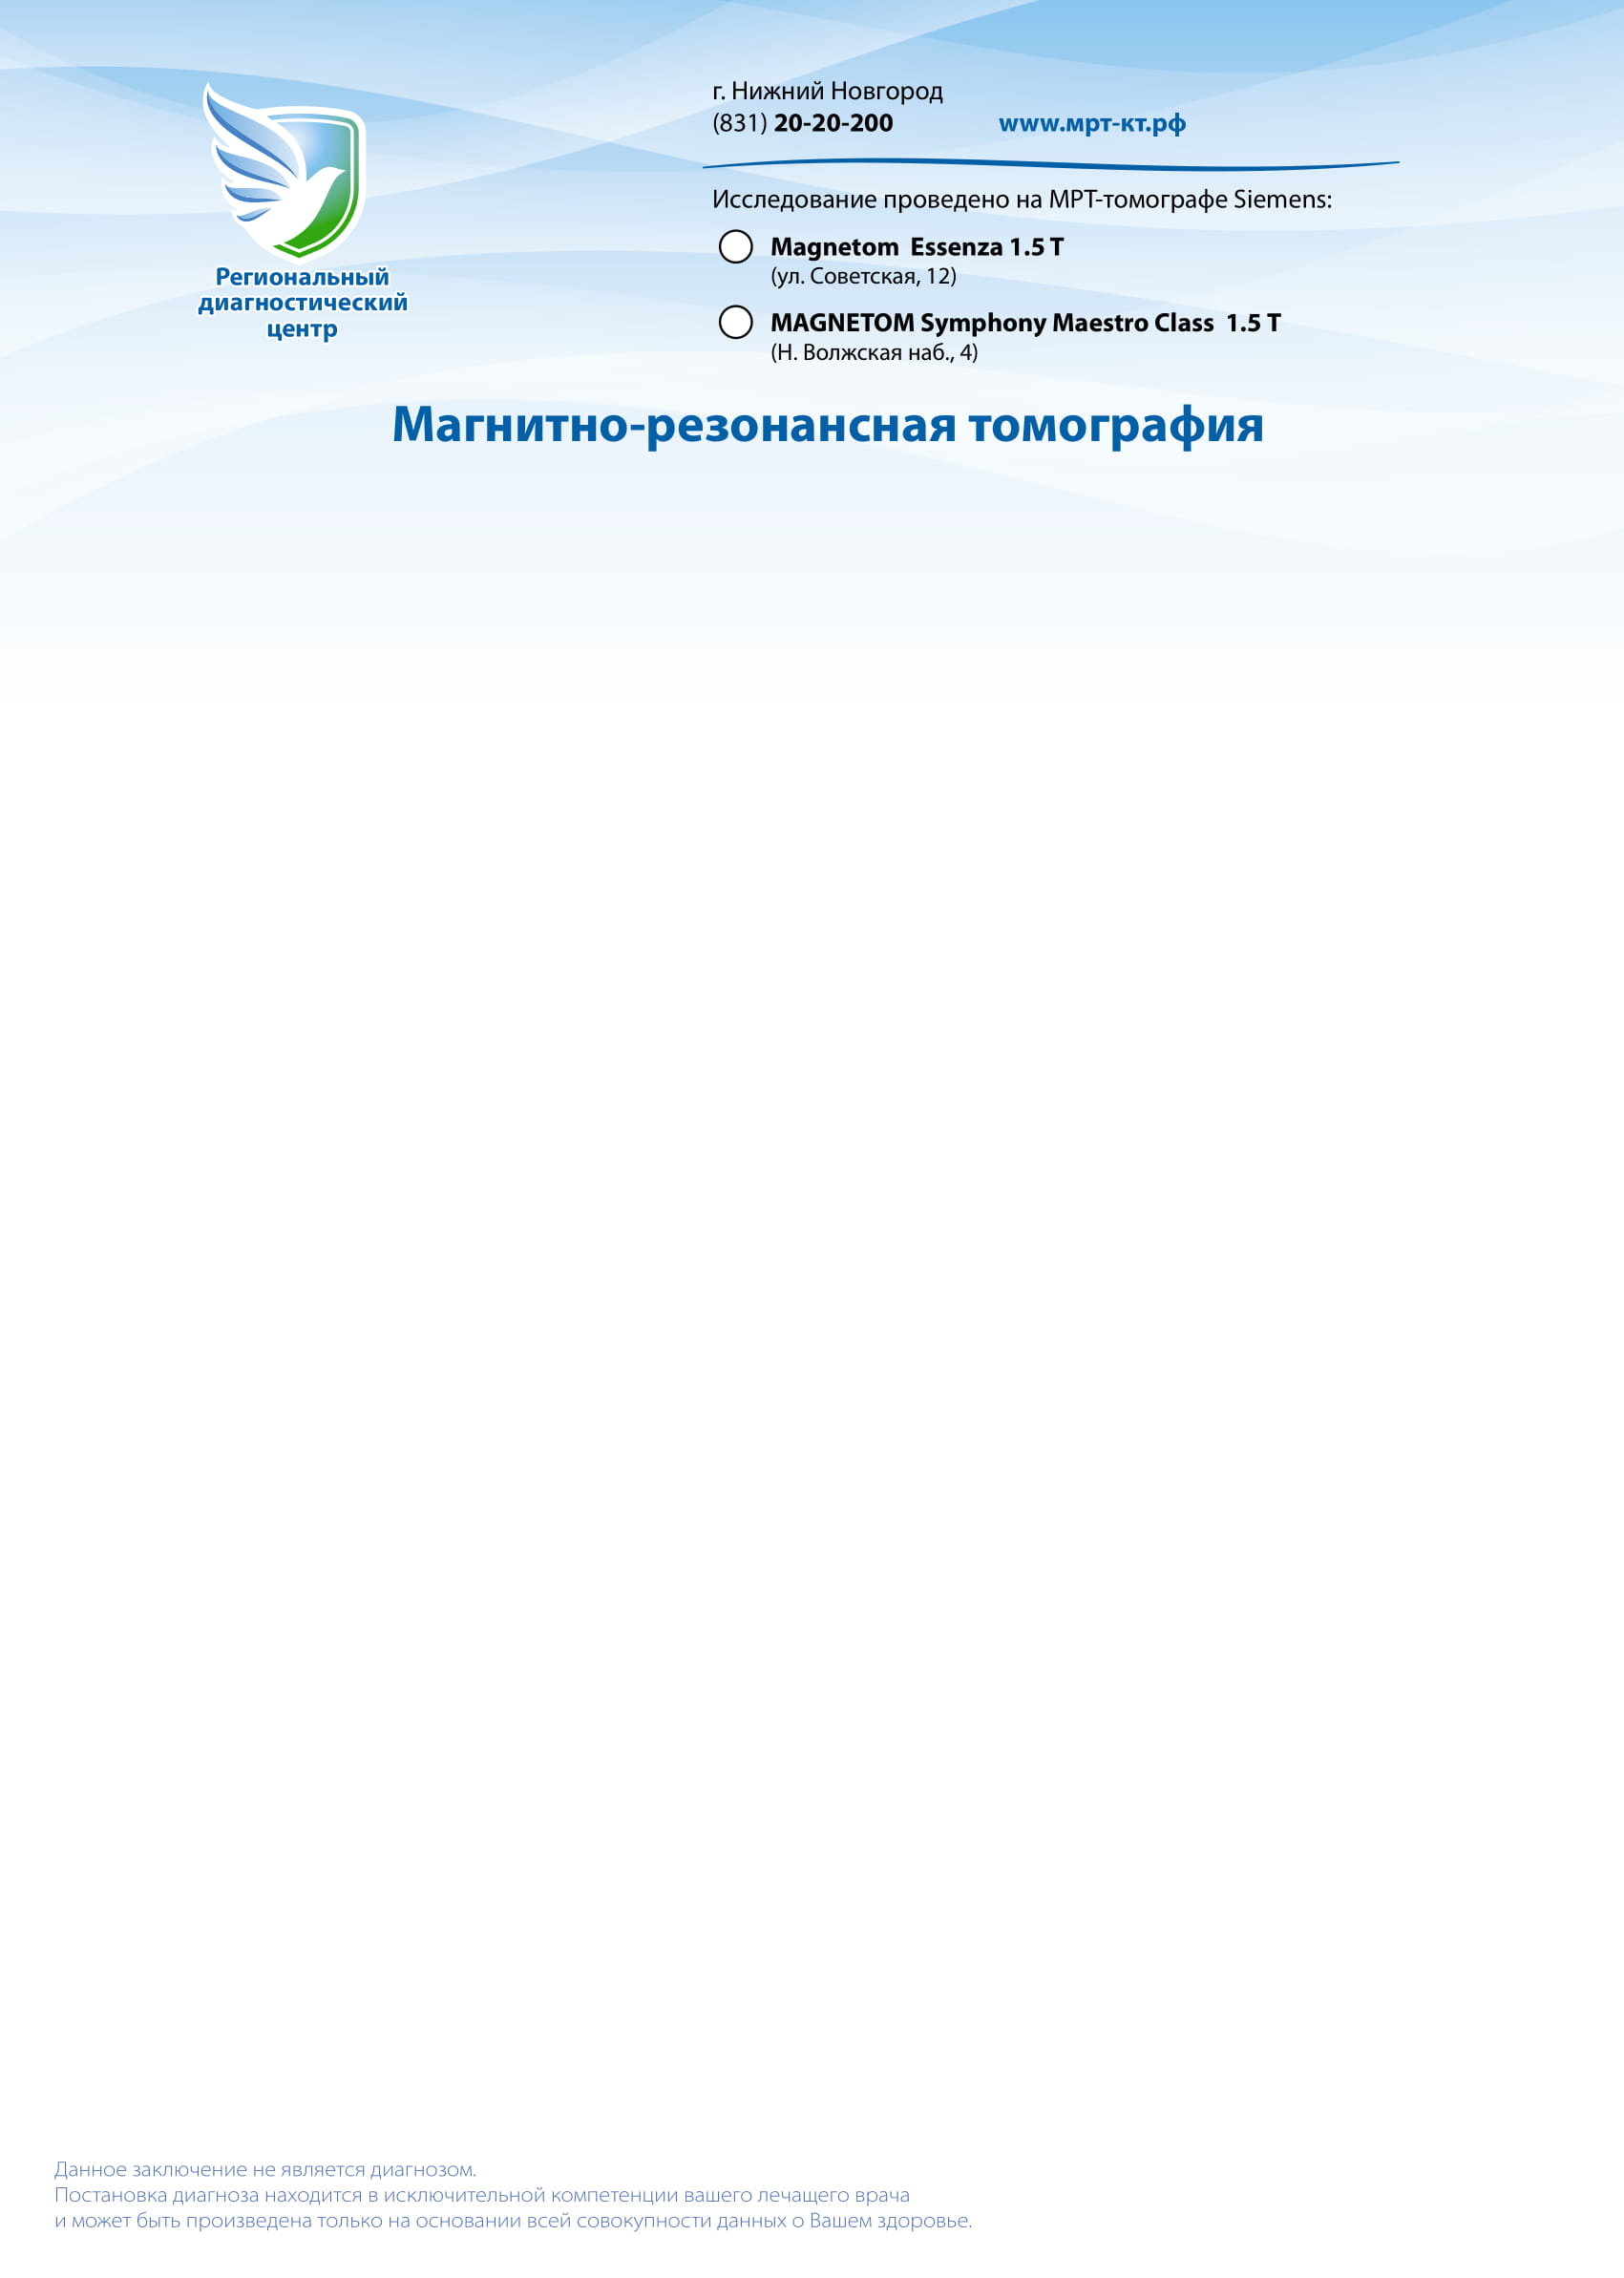 Региональный
диагностический
центр
г. Нижний Новгород
(831) 20-20-200 www.мрт-кт.рф
Исследование проведено на МРТ-томографе Siemens:
Magnetom Essenza 1.5 T
(ул. Советская, 12)
MAGNETOM Symphony Maestro Class 1.5 T
(Н. Волжская наб., 4)
Магнитно-резонансная томография
Данное заключение не является диагнозом.
Постановка диагноза находится в исключительной компетенции вашего лечащего врача
и может быть произведена только на основании всей совокупности данных о Вашем здоровье.